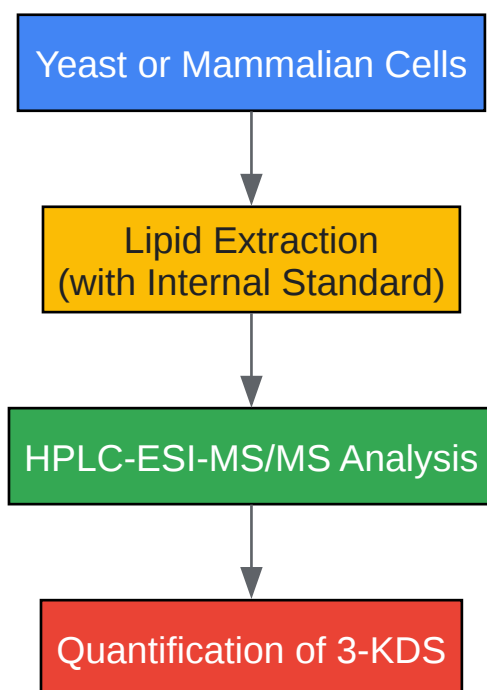 Yeast or Mammalian Cells
Lipid Extraction
(with Internal Standard)
HPLC-ESI-MS/MS Analysis
Quantification of 3-KDS